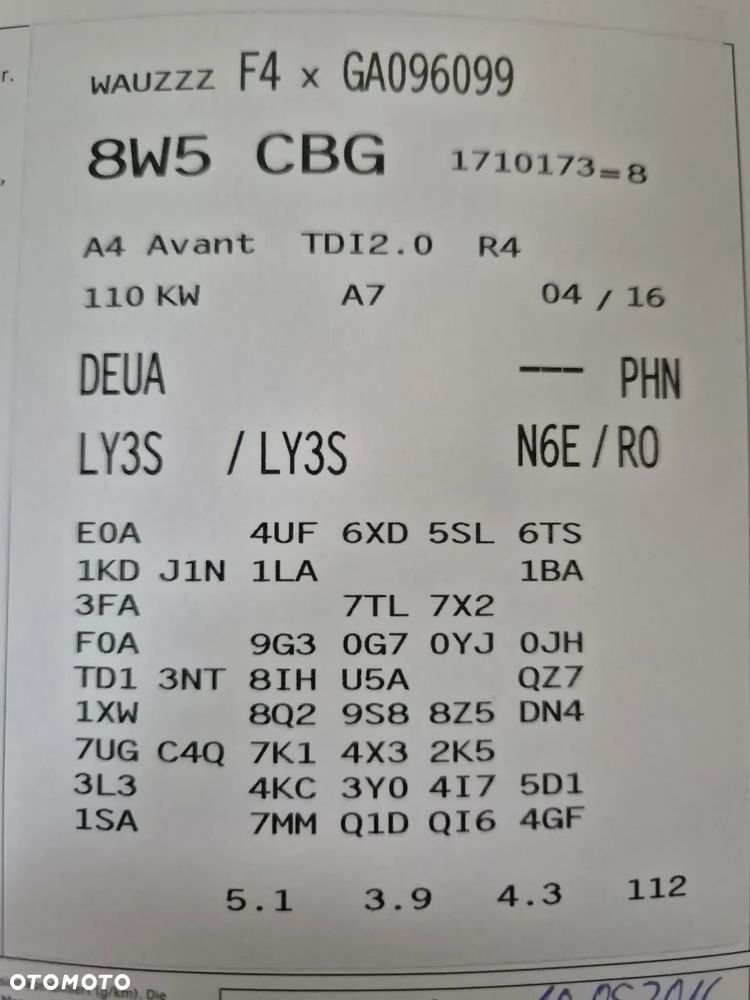 r.
WAUZZZ F4 x GA096099
8W5 CBG 1710173=8
A4 Avant TDI2.0 R4
110 KW A7 04 / 16
DEUA --- PHN
LY3S / LY3S N6E / RO
E0A 4UF 6XD 5SL 6TS
1KD J1N 1LA 1BA
3FA 7TL 7X2
F0A 9G3 0G7 0YJ 0JH
TD1 3NT 8IH U5A QZ7
1XW 8Q2 9S8 8Z5 DN4
7UG C4Q 7K1 4X3 2K5
3L3 4KC 3Y0 4I7 5D1
1SA 7MM Q1D QI6 4GF
5.1 3.9 4.3 112
OTOMOTO
(g/km). Die